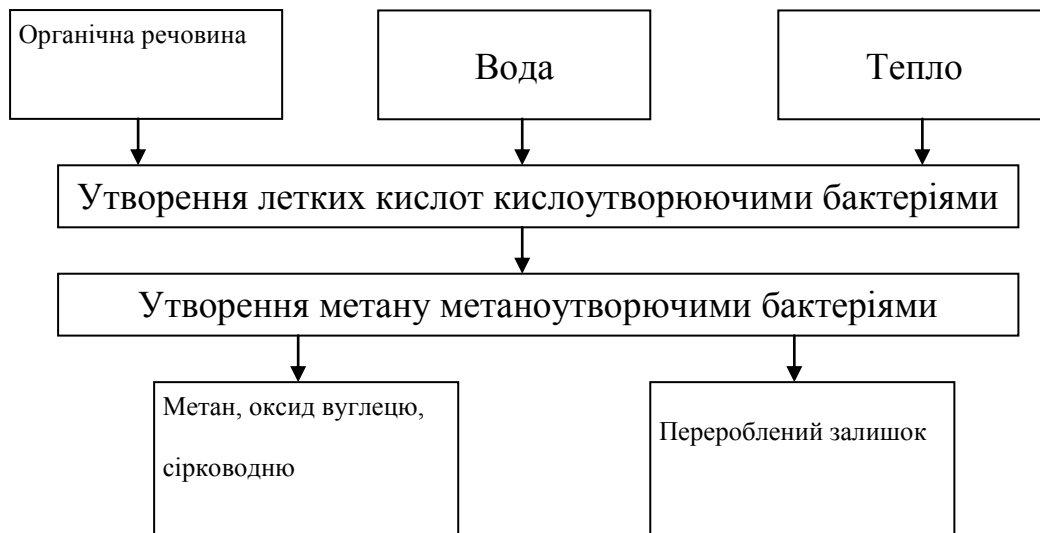 Органічна речовина
Вода
Тепло
Утворення летких кислот кислоутворюючими бактеріями
Утворення метану метаноутворючими бактеріями
Метан, оксид вуглецю,
сірководню
Перероблений залишок